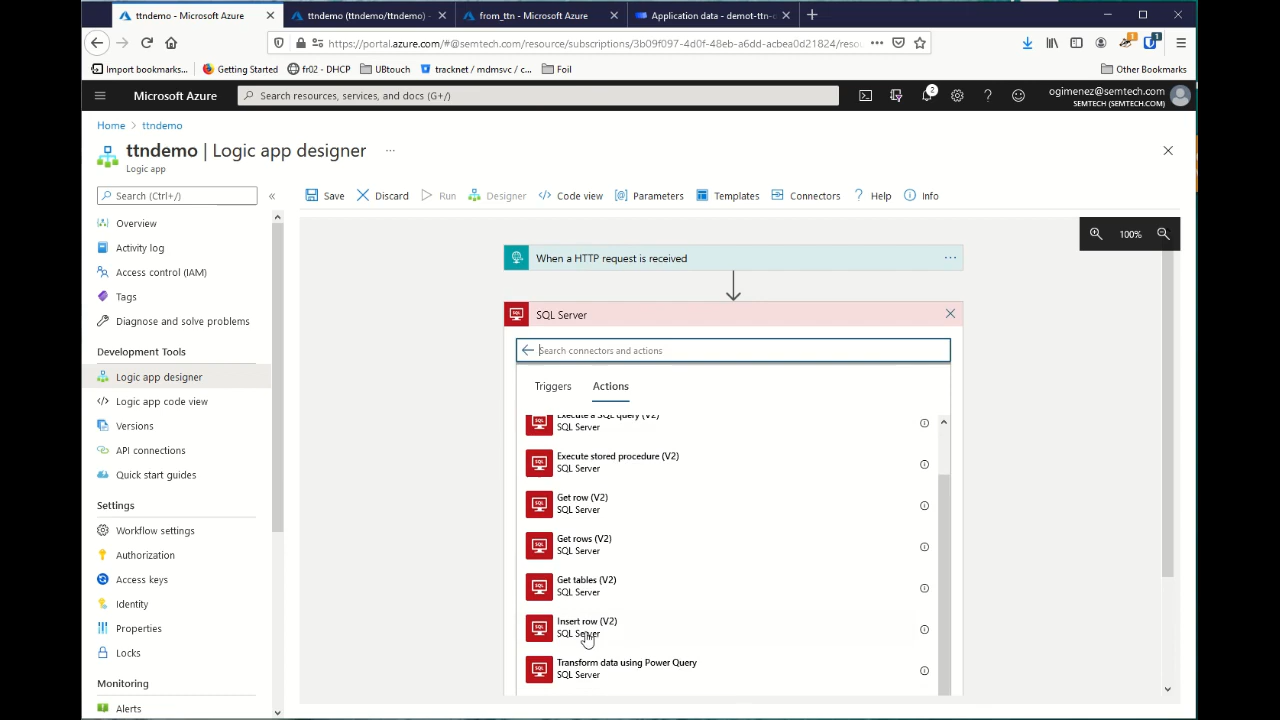 ttndemo - Microsoft Azure
ttndemo (ttndemo/ttndemo) -
from_ttn - Microsoft Azure
Application data - demot-ttn-
https://portal.azure.com/#@semtech.com/resource/subscriptions/3b09f097-4d0f-48eb-a6dd-acbea0d21824/resou
1
1
Import bookmarks...
Getting Started
fr02 - DHCP
UBtouch
tracknet / mdmsvc / c...
Foil
Other Bookmarks
Microsoft Azure
Search resources, services, and docs (G+/)
2
ogimenez@semtech.com
SEMTECH (SEMTECH.COM)
Home > ttndemo
ttndemo | Logic app designer ...
Logic app
Search (Ctrl+/)
Save
Discard
Run
Designer
Code view
Parameters
Templates
Connectors
Help
Info
Overview
Activity log
Access control (IAM)
Tags
Diagnose and solve problems
Development Tools
Logic app designer
Logic app code view
Versions
API connections
Quick start guides
Settings
Workflow settings
Authorization
Access keys
Identity
Properties
Locks
Monitoring
Alerts
100%
When a HTTP request is received
SQL Server
Search connectors and actions
Triggers
Actions
Execute a SQL query (V2)
SQL Server
Execute stored procedure (V2)
SQL Server
Get row (V2)
SQL Server
Get rows (V2)
SQL Server
Get tables (V2)
SQL Server
Insert row (V2)
SQL Server
Transform data using Power Query
SQL Server